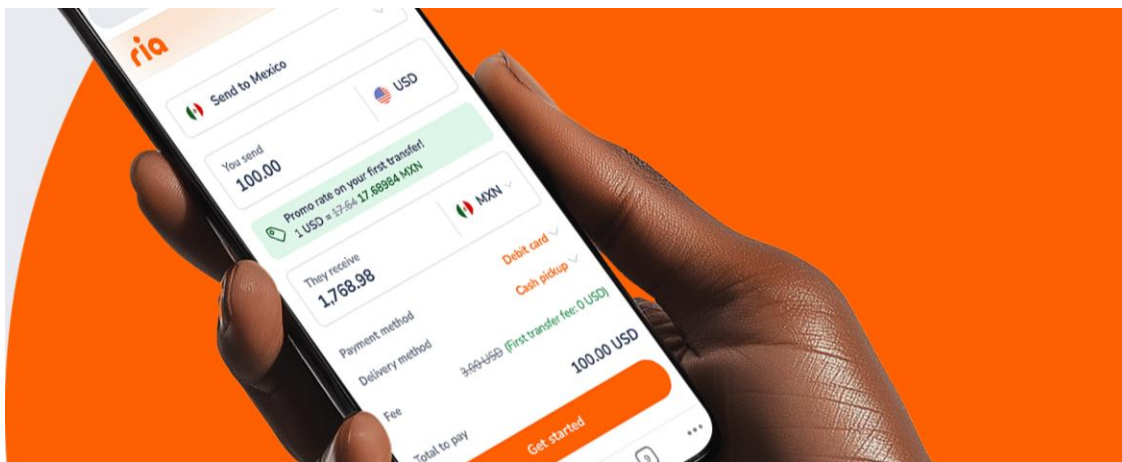 ria
Send to Mexico
You send
100.00 USD
Promo rate on your first transfer!
1 USD = 17.64 17.68984 MXN
They receive
1,768.98 MXN
Payment method Debit card
Delivery method Cash pickup
Fee 3.00 USD (First transfer fee: 0 USD)
Total to pay 100.00 USD
Get started
9